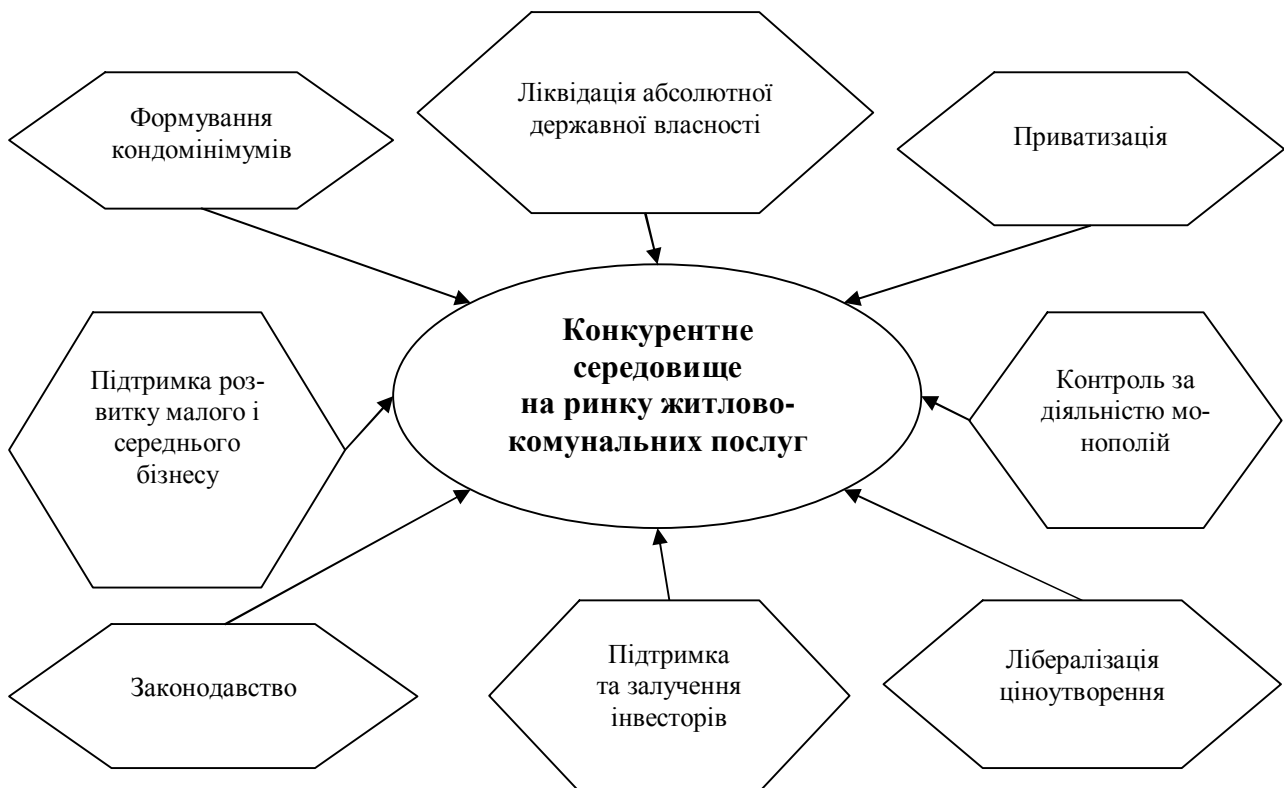 Формування
кондомінімумів
Ліквідація абсолютної
державної власності
Приватизація
Підтримка роз-
витку малого і
середнього
бізнесу
Конкурентне
середовище
на ринку житлово-
комунальних послуг
Контроль за
діяльністю мо-
нополій
Законодавство
Підтримка
та залучення
інвесторів
Лібералізація
ціноутворення